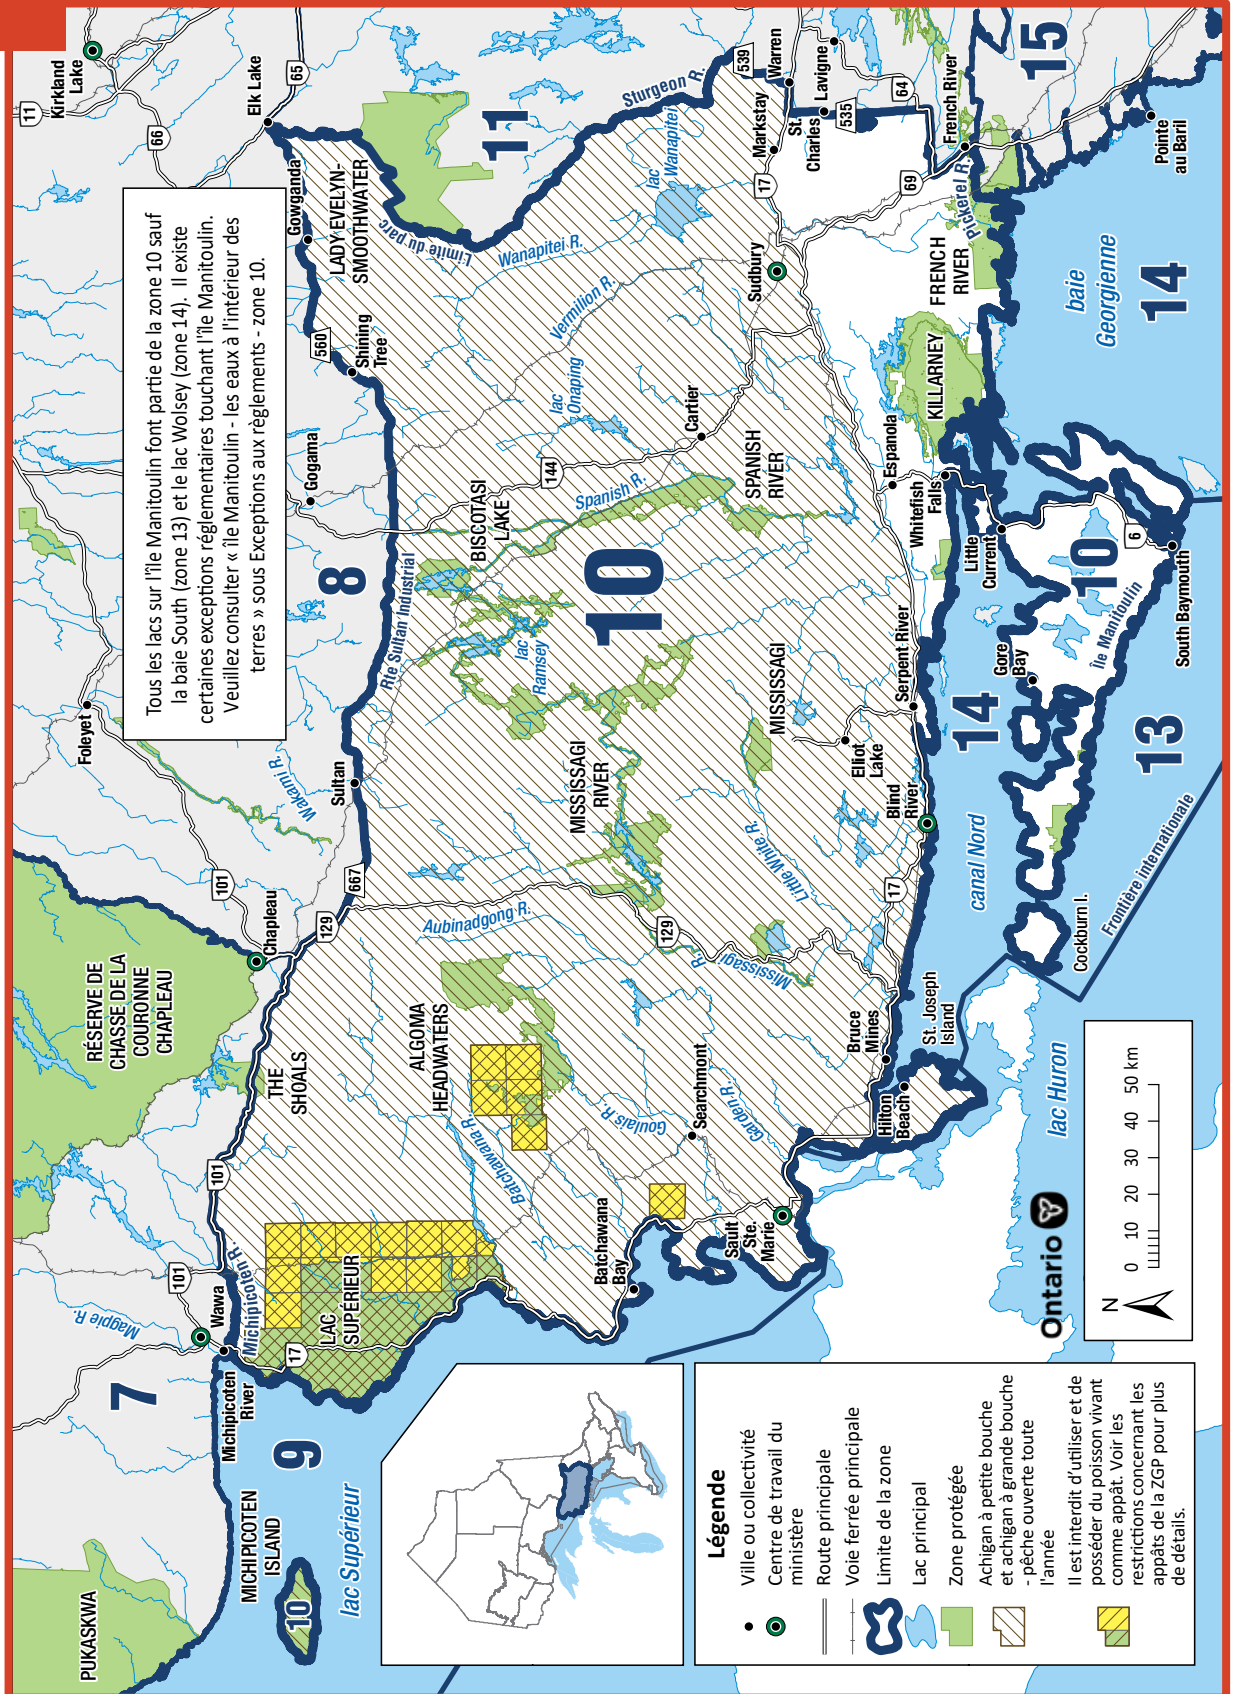 Tous les lacs sur l'île Manitoulin font partie de la zone 10 sauf
la baie South (zone 13) et le lac Wolsey (zone 14). Il existe
certaines exceptions réglementaires touchant l'île Manitoulin.
Veuillez consulter « île Manitoulin - les eaux à l'intérieur des
terres » sous Exceptions aux règlements - zone 10.
PUKASKWA
MICHIPICOTEN
ISLAND
10
lac Supérieur
9
7
Magpie R.
Michipicoten
River
Wawa
Michipicoten R.
101
17
LAC
SUPÉRIEUR
101
RÉSERVE DE
CHASSE DE LA
COURONNE
CHAPLEAU
THE
SHOALS
Chapleau
101
129
667
Foleyet
Wakami R.
Sultan
8
Rte Sultan Industrial
Gogama
560
Shining
Tree
Gowganda
LADY EVELYN-
SMOOTHWATER
Limite du parc
Elk Lake
65
66
11
Kirkland
Lake
11
Sturgeon R.
539
Warren
Lavigne
Markstay
St.
Charles
535
64
French River
15
Pointe
au Baril
Pickerel R.
69
17
lac
Wanapitei
Wanapitei R.
Vermilion R.
Sudbury
FRENCH
RIVER
baie
Georgienne
14
KILLARNEY
lac
Onaping
Cartier
144
Spanish R.
SPANISH
RIVER
BISCOTASI
LAKE
10
lac
Ramsey
Espanola
Whitefish
Falls
Little
Current
10
6
île Manitoulin
South Baymouth
Gore
Bay
Serpent River
MISSISSAGI
Elliot
Lake
14
13
MISSISSAGI
RIVER
Little White R.
Blind
River
17
canal Nord
Frontière internationale
Cockburn I.
Aubinadgong R.
129
Mississagi
R.
ALGOMA
HEADWATERS
Batchawana R.
Goulais R.
Searchmont
Garden R.
Bruce
Mines
St. Joseph
Island
Hilton
Beach
lac Huron
Batchawana
Bay
Sault
Ste.
Marie
Ontario
N
0 10 20 30 40 50 km
Légende
Ville ou collectivité
Centre de travail du
ministère
Route principale
Voie ferrée principale
Limite de la zone
Lac principal
Zone protégée
Achigan à petite bouche
et achigan à grande bouche
- pêche ouverte toute
l'année
Il est interdit d'utiliser et de
posséder du poisson vivant
comme appât. Voir les
restrictions concernant les
appâts de la ZGP pour plus
de détails.